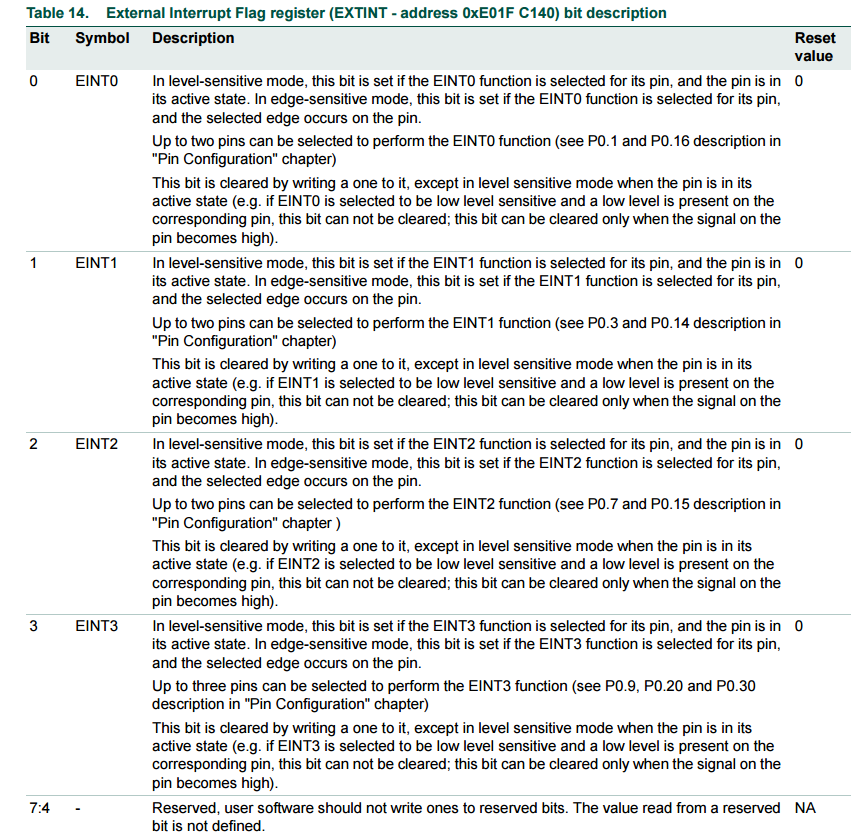 Table 14. External Interrupt Flag register (EXTINT - address 0xE01F C140) bit description
Bit Symbol Description Reset
value
0 EINT0 In level-sensitive mode, this bit is set if the EINT0 function is selected for its pin, and the pin is in 0
its active state. In edge-sensitive mode, this bit is set if the EINT0 function is selected for its pin,
and the selected edge occurs on the pin.
Up to two pins can be selected to perform the EINT0 function (see P0.1 and P0.16 description in
"Pin Configuration" chapter)
This bit is cleared by writing a one to it, except in level sensitive mode when the pin is in its
active state (e.g. if EINT0 is selected to be low level sensitive and a low level is present on the
corresponding pin, this bit can not be cleared; this bit can be cleared only when the signal on the
pin becomes high).
1 EINT1 In level-sensitive mode, this bit is set if the EINT1 function is selected for its pin, and the pin is in 0
its active state. In edge-sensitive mode, this bit is set if the EINT1 function is selected for its pin,
and the selected edge occurs on the pin.
Up to two pins can be selected to perform the EINT1 function (see P0.3 and P0.14 description in
"Pin Configuration" chapter)
This bit is cleared by writing a one to it, except in level sensitive mode when the pin is in its
active state (e.g. if EINT1 is selected to be low level sensitive and a low level is present on the
corresponding pin, this bit can not be cleared; this bit can be cleared only when the signal on the
pin becomes high).
2 EINT2 In level-sensitive mode, this bit is set if the EINT2 function is selected for its pin, and the pin is in 0
its active state. In edge-sensitive mode, this bit is set if the EINT2 function is selected for its pin,
and the selected edge occurs on the pin.
Up to two pins can be selected to perform the EINT2 function (see P0.7 and P0.15 description in
"Pin Configuration" chapter )
This bit is cleared by writing a one to it, except in level sensitive mode when the pin is in its
active state (e.g. if EINT2 is selected to be low level sensitive and a low level is present on the
corresponding pin, this bit can not be cleared; this bit can be cleared only when the signal on the
pin becomes high).
3 EINT3 In level-sensitive mode, this bit is set if the EINT3 function is selected for its pin, and the pin is in 0
its active state. In edge-sensitive mode, this bit is set if the EINT3 function is selected for its pin,
and the selected edge occurs on the pin.
Up to three pins can be selected to perform the EINT3 function (see P0.9, P0.20 and P0.30
description in "Pin Configuration" chapter)
This bit is cleared by writing a one to it, except in level sensitive mode when the pin is in its
active state (e.g. if EINT3 is selected to be low level sensitive and a low level is present on the
corresponding pin, this bit can not be cleared; this bit can be cleared only when the signal on the
pin becomes high).
7:4 - Reserved, user software should not write ones to reserved bits. The value read from a reserved NA
bit is not defined.